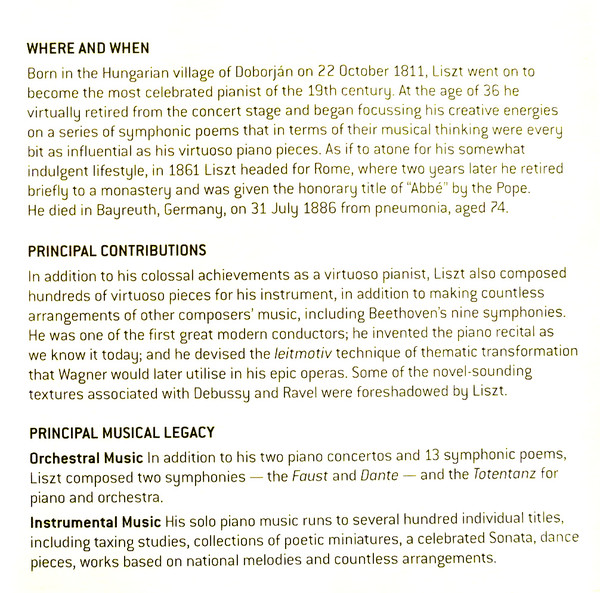 WHERE AND WHEN
Born in the Hungarian village of Doborján on 22 October 1811, Liszt went on to
become the most celebrated pianist of the 19th century. At the age of 36 he
virtually retired from the concert stage and began focussing his creative energies
on a series of symphonic poems that in terms of their musical thinking were every
bit as influential as his virtuoso piano pieces. As if to atone for his somewhat
indulgent lifestyle, in 1861 Liszt headed for Rome, where two years later he retired
briefly to a monastery and was given the honorary title of “Abbé” by the Pope.
He died in Bayreuth, Germany, on 31 July 1886 from pneumonia, aged 74.
PRINCIPAL CONTRIBUTIONS
In addition to his colossal achievements as a virtuoso pianist, Liszt also composed
hundreds of virtuoso pieces for his instrument, in addition to making countless
arrangements of other composers’ music, including Beethoven’s nine symphonies.
He was one of the first great modern conductors; he invented the piano recital as
we know it today; and he devised the leitmotiv technique of thematic transformation
that Wagner would later utilise in his epic operas. Some of the novel-sounding
textures associated with Debussy and Ravel were foreshadowed by Liszt.
PRINCIPAL MUSICAL LEGACY
Orchestral Music In addition to his two piano concertos and 13 symphonic poems,
Liszt composed two symphonies — the Faust and Dante — and the Totentanz for
piano and orchestra.
Instrumental Music His solo piano music runs to several hundred individual titles,
including taxing studies, collections of poetic miniatures, a celebrated Sonata, dance
pieces, works based on national melodies and countless arrangements.